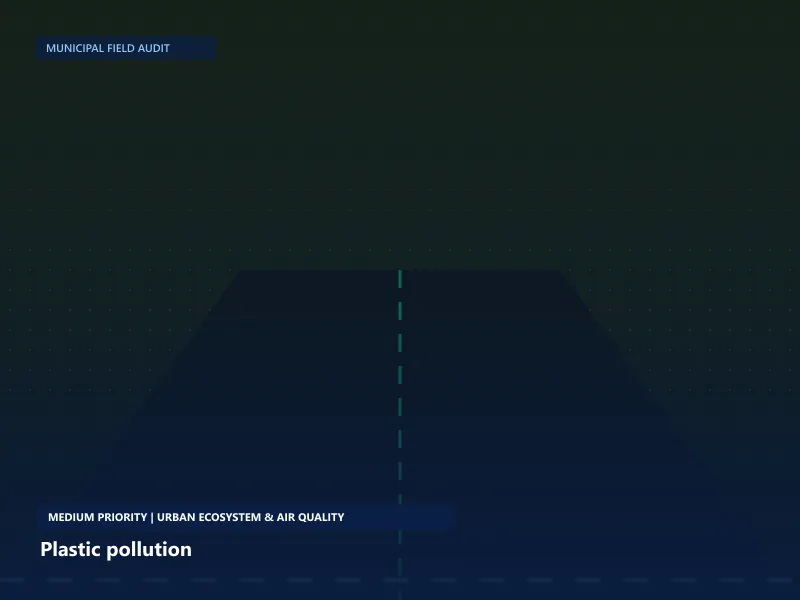 MUNICIPAL FIELD AUDIT
MEDIUM PRIORITY | URBAN ECOSYSTEM & AIR QUALITY
Plastic pollution